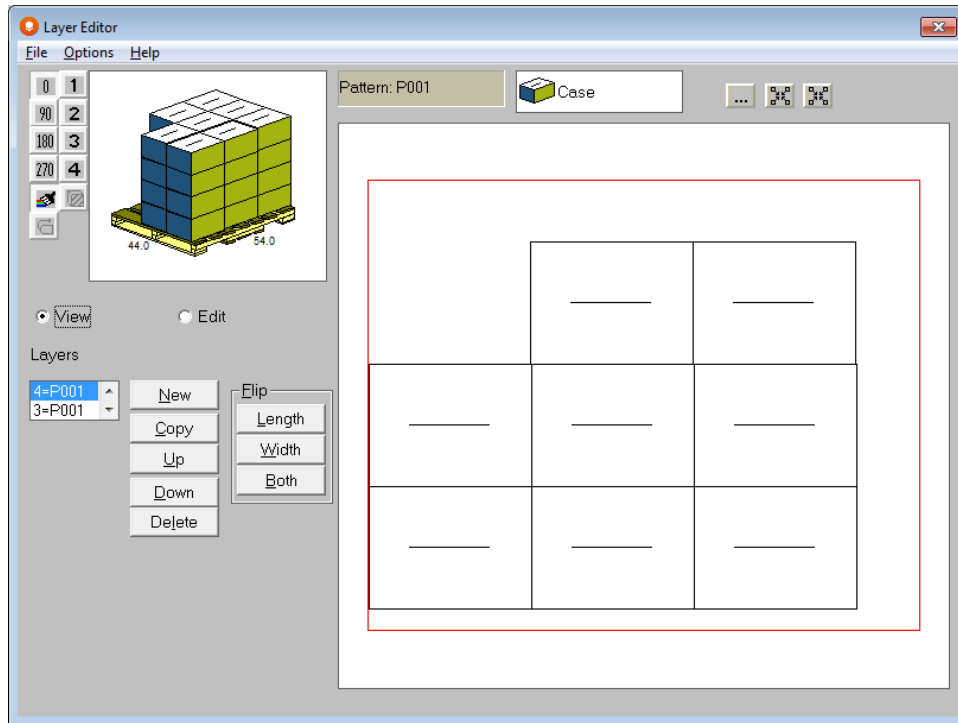 Layer Editor
File Options Help
0 1
90 2
180 3
270 4
Pattern: P001
Case
...
44.0
54.0
View
Edit
Layers
4=P001
3=P001
New
Copy
Up
Down
Delete
Flip
Length
Width
Both